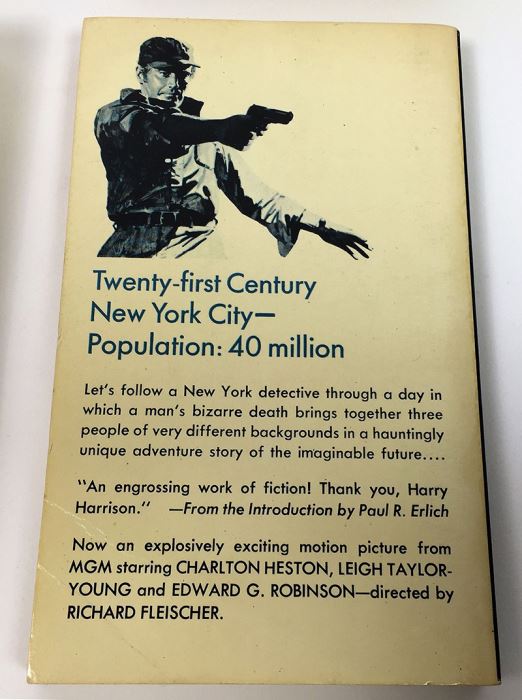 Twenty-first Century
New York City—
Population: 40 million
Let's follow a New York detective through a day in
which a man's bizarre death brings together three
people of very different backgrounds in a hauntingly
unique adventure story of the imaginable future....
"An engrossing work of fiction! Thank you, Harry
Harrison." —From the Introduction by Paul R. Erlich
Now an explosively exciting motion picture from
MGM starring CHARLTON HESTON, LEIGH TAYLOR-
YOUNG and EDWARD G. ROBINSON—directed by
RICHARD FLEISCHER.